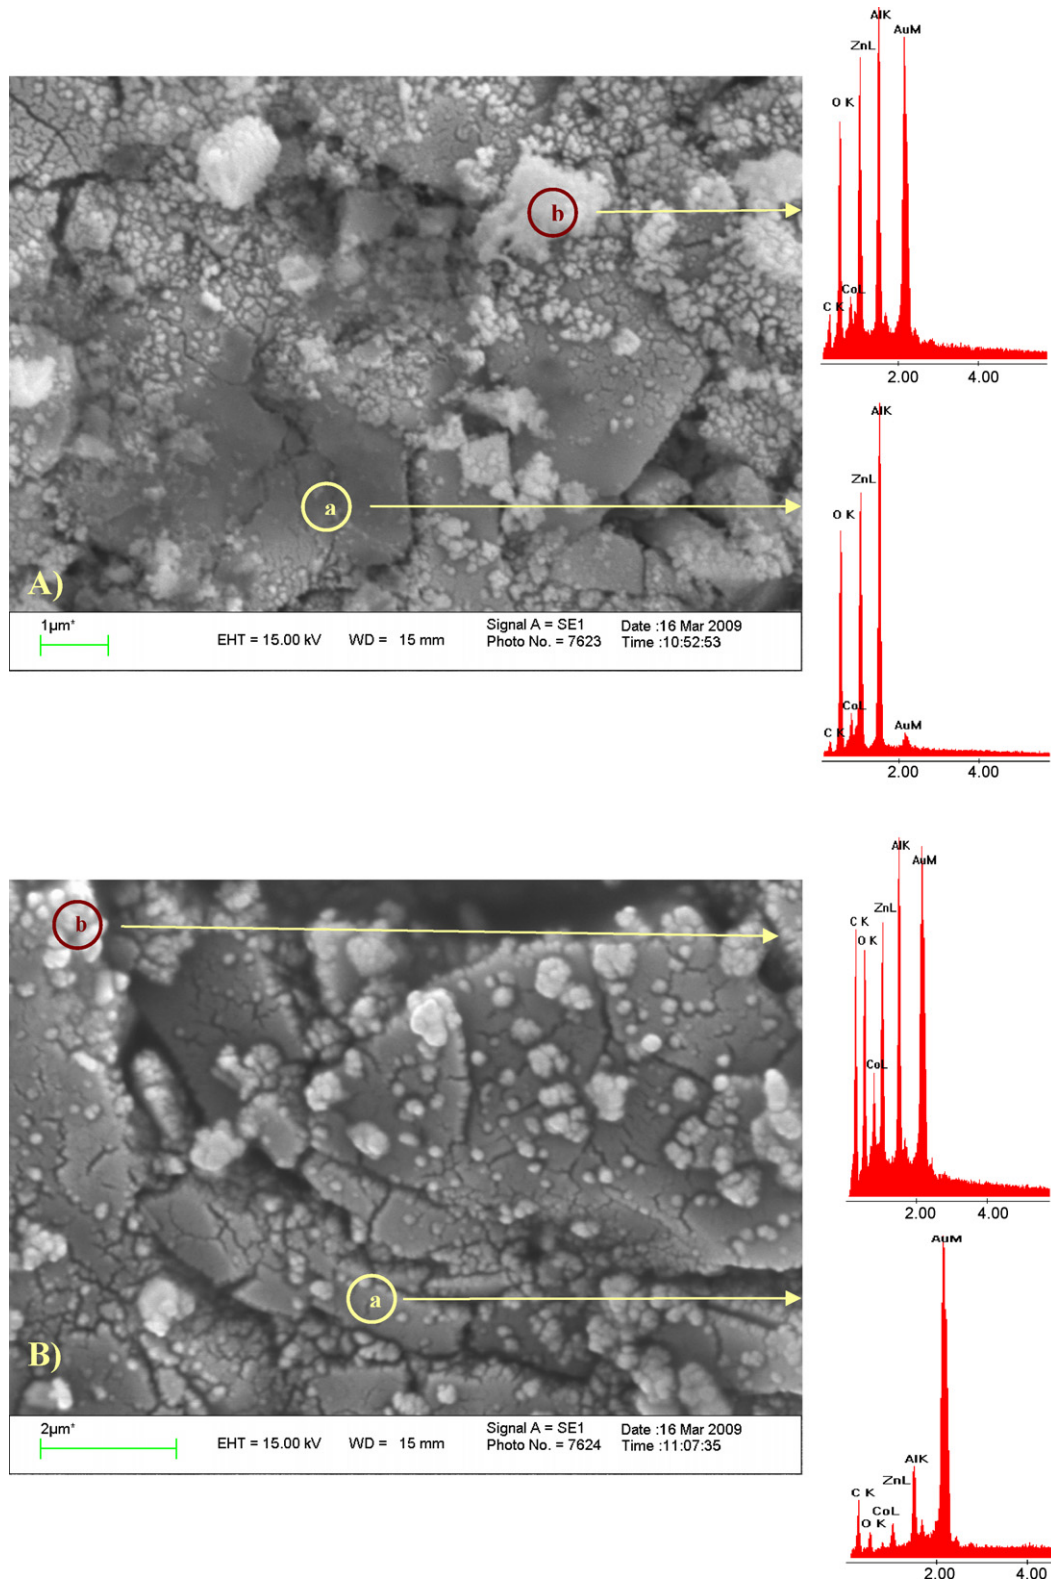 AlK
AuM
ZnL
O K
CoL
C K
2.00 4.00
b
a
A)
1µm*
EHT = 15.00 kV WD = 15 mm Signal A = SE1 Date :16 Mar 2009
Photo No. = 7623 Time :10:52:53
AlK
ZnL
O K
CoL
AuM
C K
2.00 4.00
AlK
AuM
ZnL
C K
O K
CoL
2.00 4.00
b
a
B)
2µm*
EHT = 15.00 kV WD = 15 mm Signal A = SE1 Date :16 Mar 2009
Photo No. = 7624 Time :11:07:35
AuM
AlK
ZnL
C K
CoL
O K
2.00 4.00